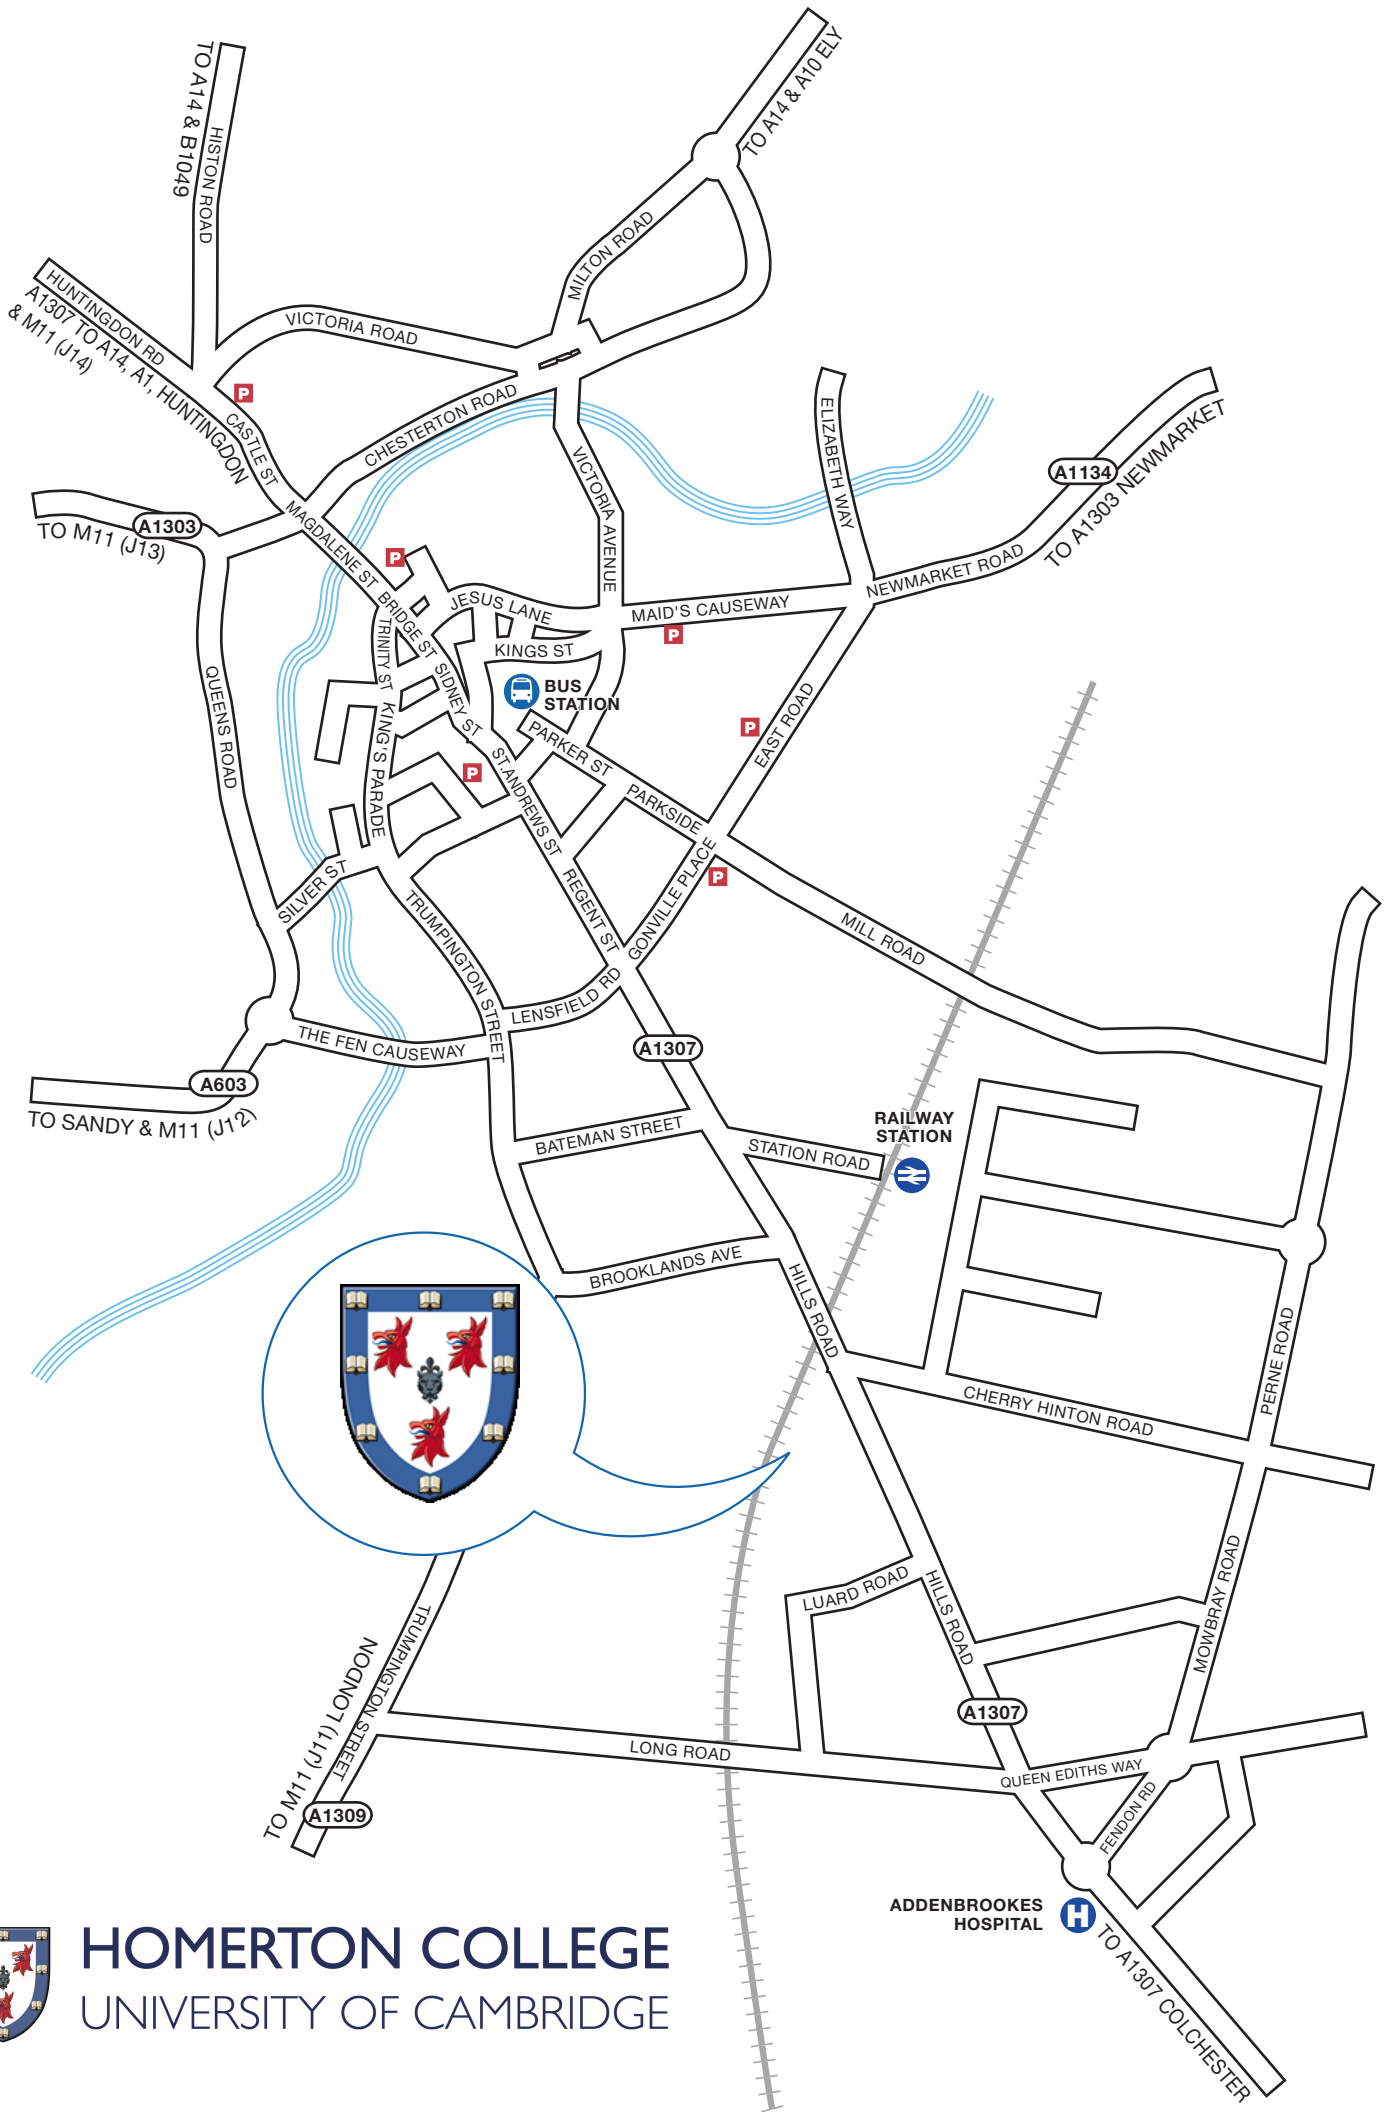 TO A14 & B1049
HISTON ROAD
TO A14 & A10 ELY
MILTON ROAD
HUNTINGDON RD
A1307 TO A14, A1, HUNTINGDON
& M11 (J14)
VICTORIA ROAD
P
CASTLE ST
CHESTERTON ROAD
ELIZABETH WAY
A1134
TO A1303 NEWMARKET
VICTORIA AVENUE
A1303
TO M11 (J13)
MAGDALENE ST
P
NEWMARKET ROAD
BRIDGE ST
JESUS LANE
MAID'S CAUSEWAY
P
TRINITY ST
KINGS ST
SIDNEY ST
BUS
STATION
QUEENS ROAD
KING'S PARADE
P
EAST ROAD
PARKER ST
P
ST.ANDREWS ST
PARKSIDE
SILVER ST
REGENT ST
GONVILLE PLACE
P
TRUMPINGTON STREET
MILL ROAD
LENSFIELD RD
THE FEN CAUSEWAY
A1307
A603
TO SANDY & M11 (J12)
RAILWAY
STATION
BATEMAN STREET
STATION ROAD
BROOKLANDS AVE
HILLS ROAD
PERNE ROAD
CHERRY HINTON ROAD
LUARD ROAD
HILLS ROAD
MOWBRAY ROAD
TRUMPINGTON STREET
TO M11 (J11) LONDON
A1307
LONG ROAD
QUEEN EDITHS WAY
A1309
FENDON RD
ADDENBROOKES
HOSPITAL
H
TO A1307 COLCHESTER
HOMERTON COLLEGE
UNIVERSITY OF CAMBRIDGE